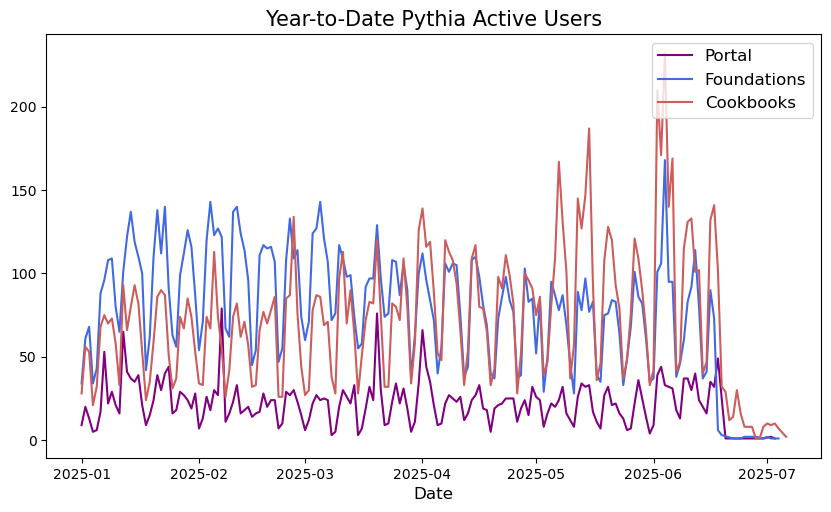 Year-to-Date Pythia Active Users
Portal
Foundations
Cookbooks
200
150
100
50
0
2025-01 2025-02 2025-03 2025-04 2025-05 2025-06 2025-07
Date